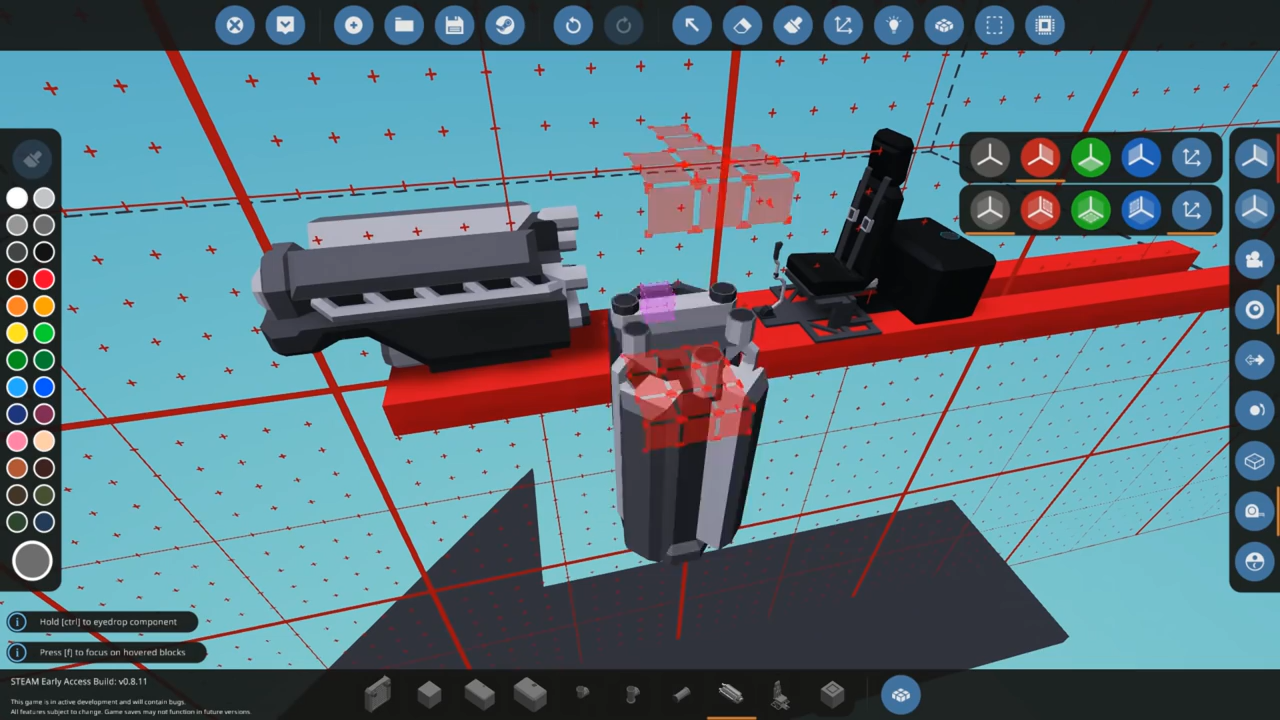 Hold [ctrl] to eyedrop component
Press [f] to focus on hovered blocks
STEAM Early Access Build: v0.8.11
This game is in active development and will contain bugs.
All features subject to change. Game saves may not function in future versions.